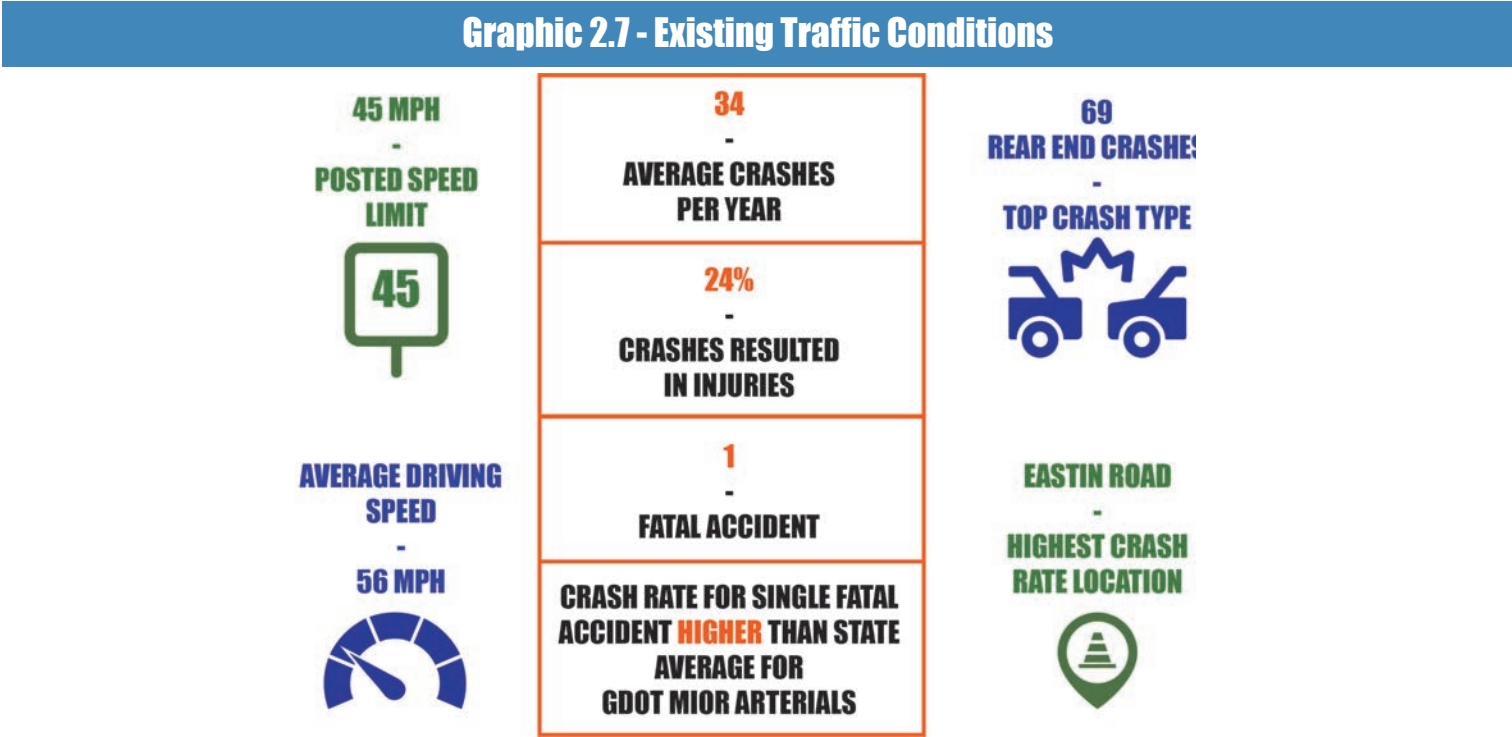 Graphic 2.7 - Existing Traffic Conditions
45 MPH
-
POSTED SPEED
LIMIT
45
AVERAGE DRIVING
SPEED
-
56 MPH
34
-
AVERAGE CRASHES
PER YEAR
24%
-
CRASHES RESULTED
IN INJURIES
1
-
FATAL ACCIDENT
CRASH RATE FOR SINGLE FATAL
ACCIDENT HIGHER THAN STATE
AVERAGE FOR
GDOT MIOR ARTERIALS
69
REAR END CRASHES
-
TOP CRASH TYPE
EASTIN ROAD
-
HIGHEST CRASH
RATE LOCATION